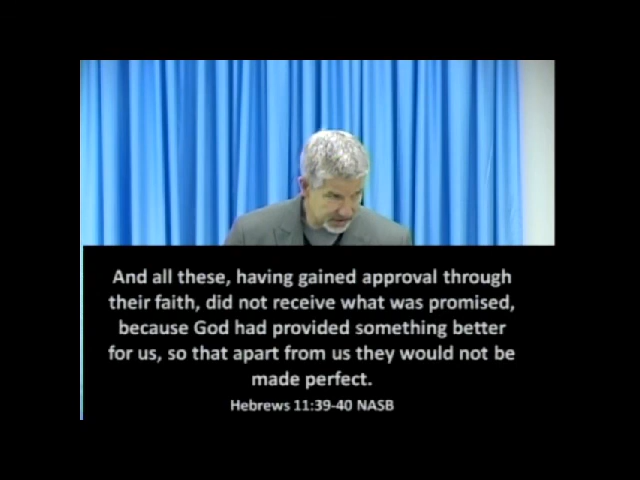 And all these, having gained approval through
their faith, did not receive what was promised,
because God had provided something better
for us, so that apart from us they would not be
made perfect.
Hebrews 11:39-40 NASB